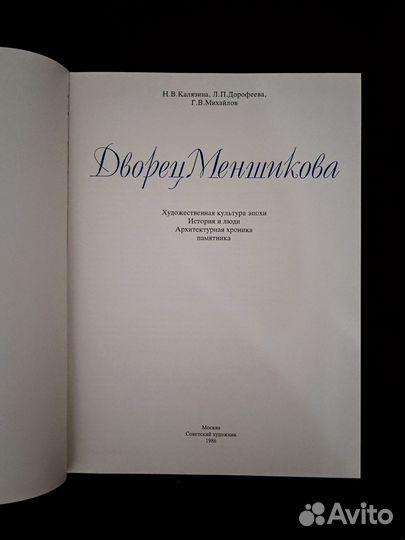 Н.В.Калязина, Л.П.Дорофеева,
Г.В.Михайлов
Дворец Меншикова
Художественная культура эпохи
История и люди
Архитектурная хроника
памятника
Москва
Советский художник
1986
Avito